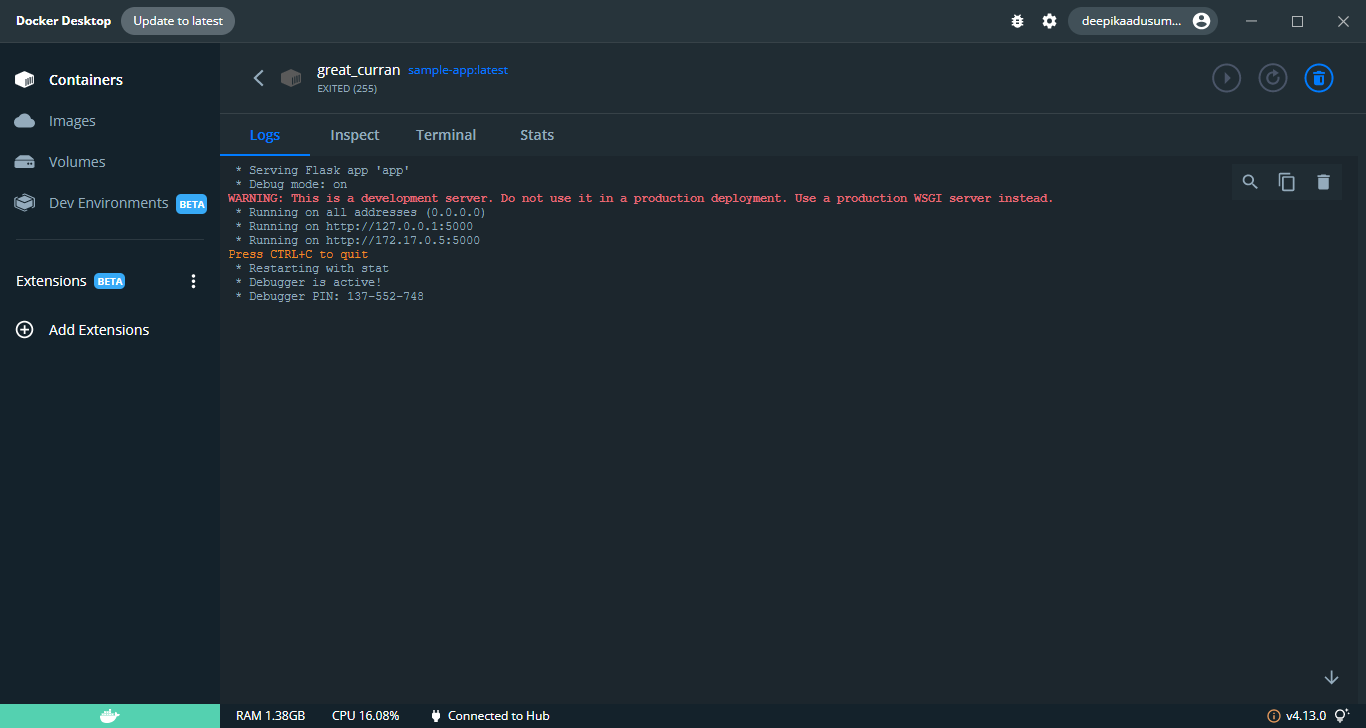 Docker Desktop
Update to latest
deepikaadusum...
Containers
Images
Volumes
Dev Environments BETA
Extensions BETA
Add Extensions
great_curran sample-app:latest
EXITED (255)
Logs Inspect Terminal Stats
* Serving Flask app 'app'
* Debug mode: on
WARNING: This is a development server. Do not use it in a production deployment. Use a production WSGI server instead.
* Running on all addresses (0.0.0.0)
* Running on http://127.0.0.1:5000
* Running on http://172.17.0.5:5000
Press CTRL+C to quit
* Restarting with stat
* Debugger is active!
* Debugger PIN: 137-552-748
RAM 1.38GB CPU 16.08% Connected to Hub v4.13.0